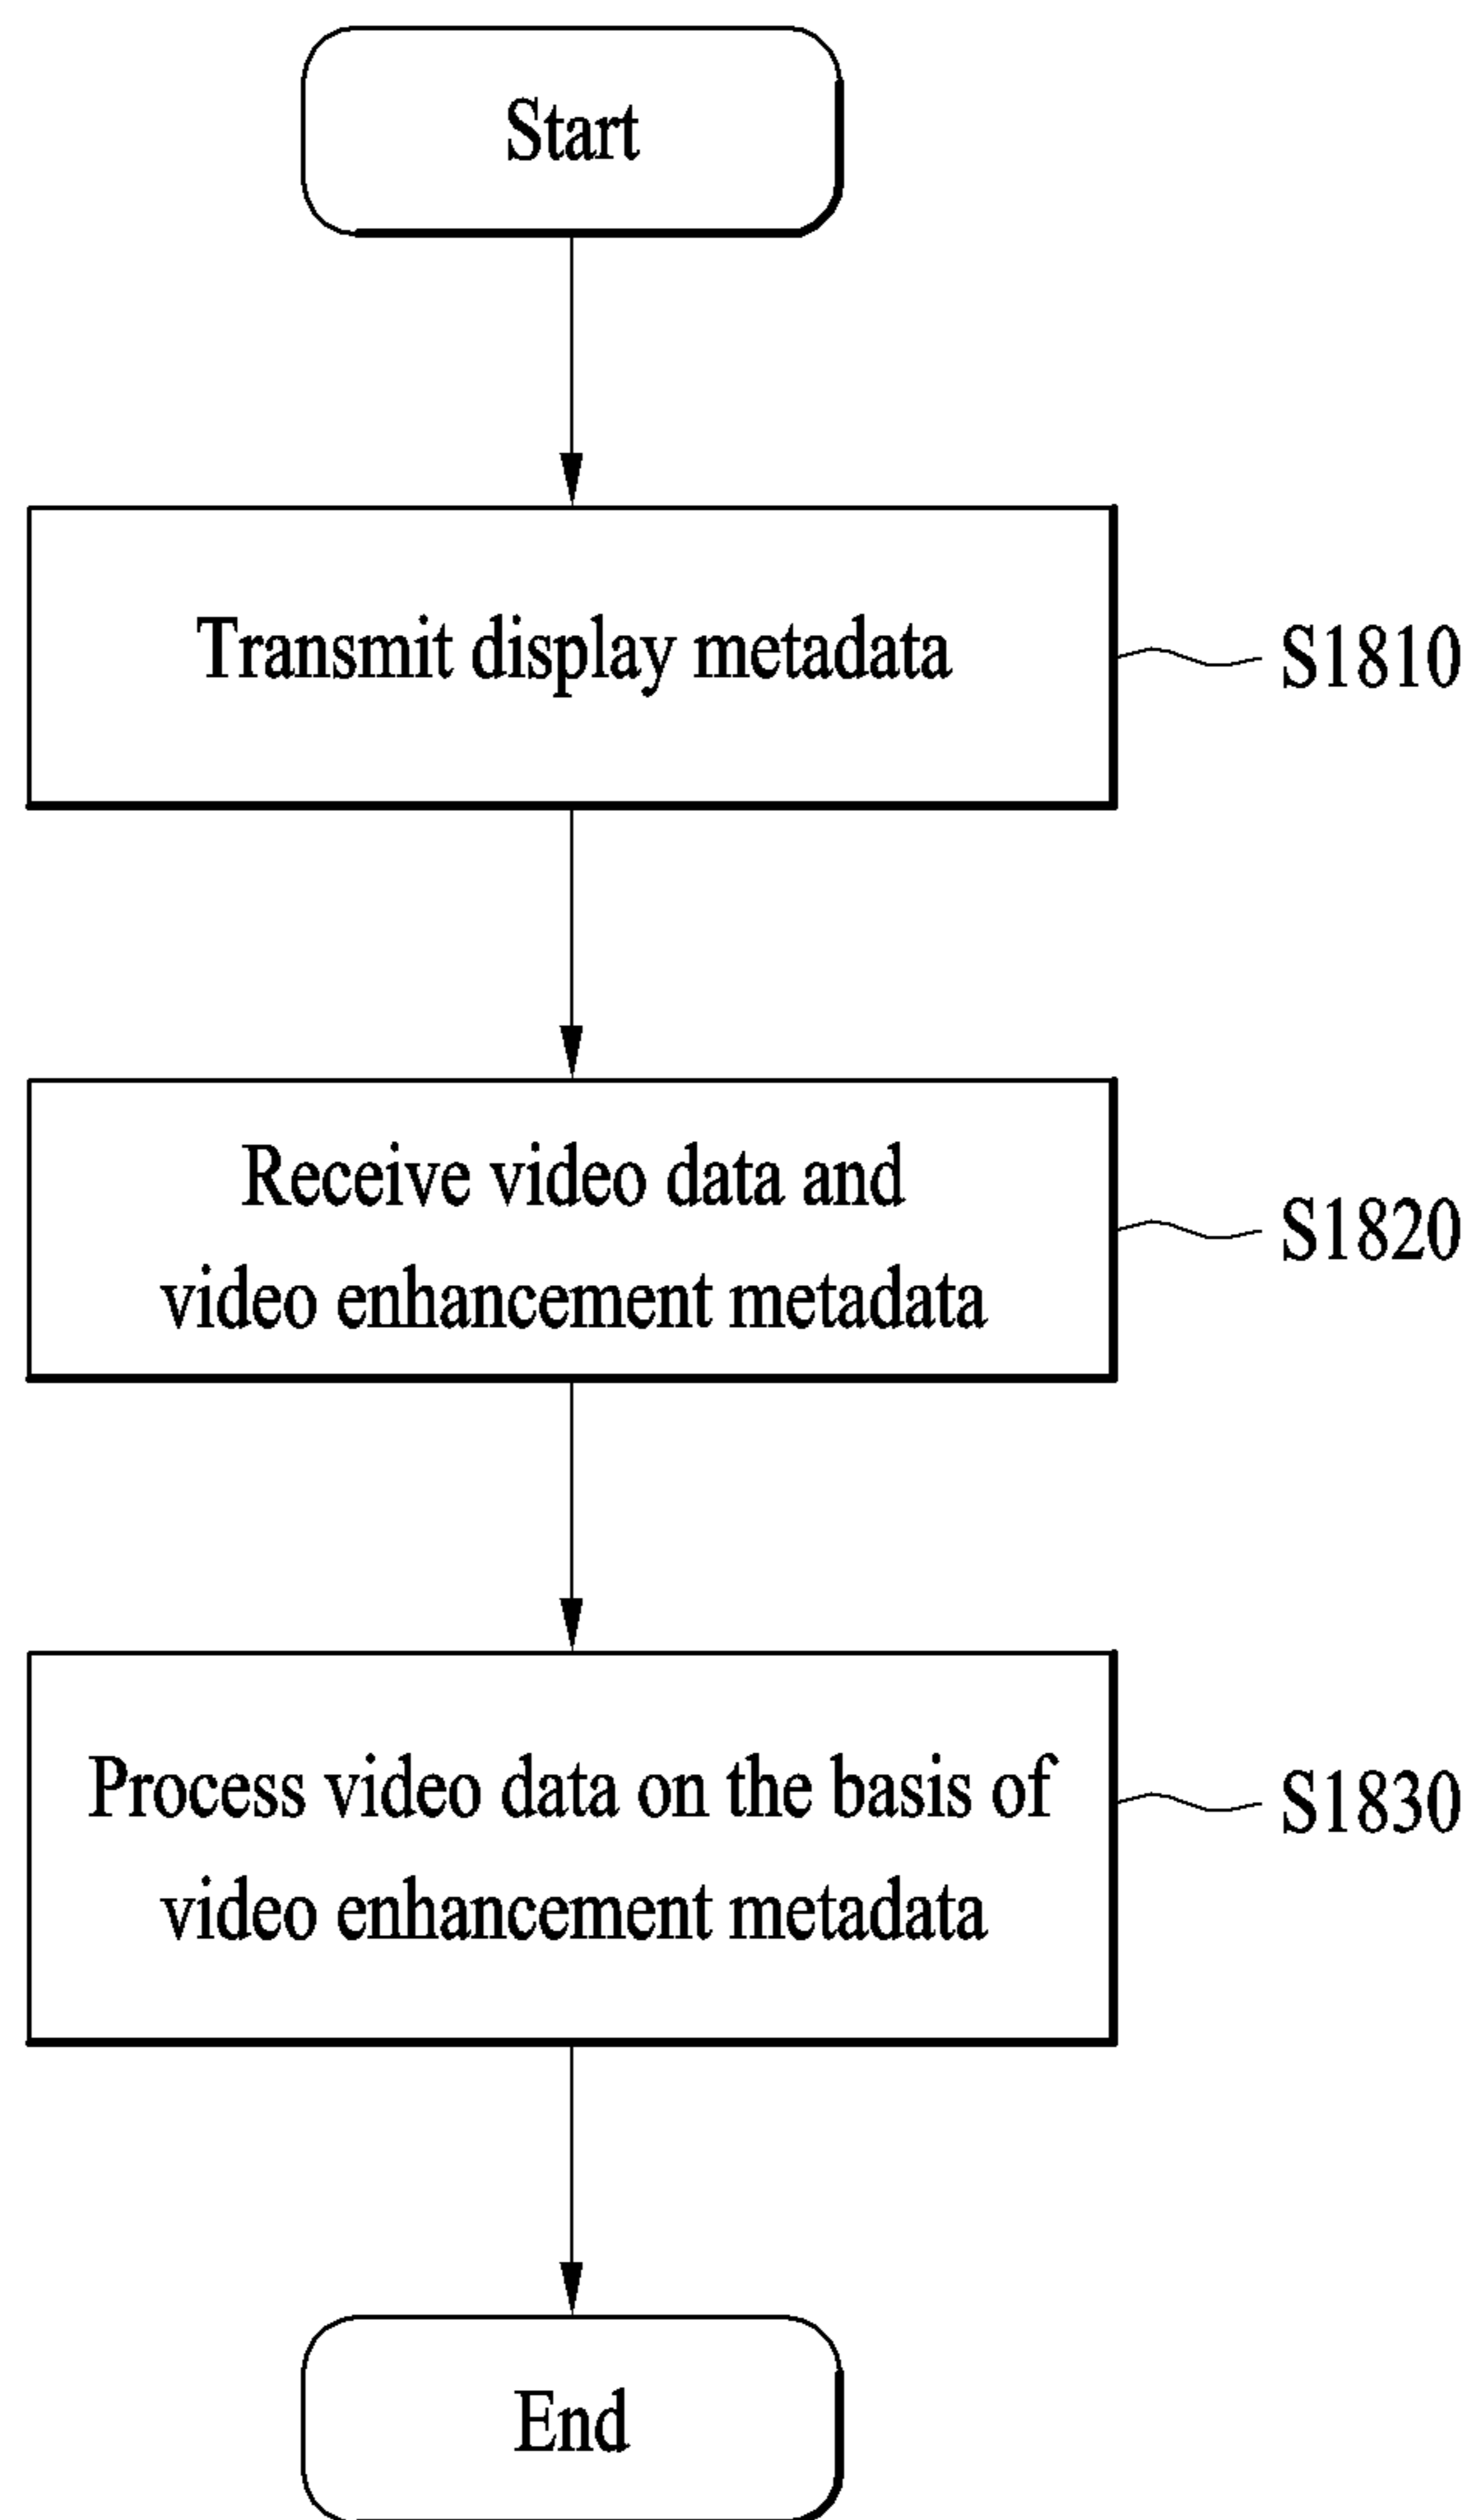 Start
Transmit display metadata
S1810
Receive video data and
video enhancement metadata
S1820
Process video data on the basis of
video enhancement metadata
S1830
End